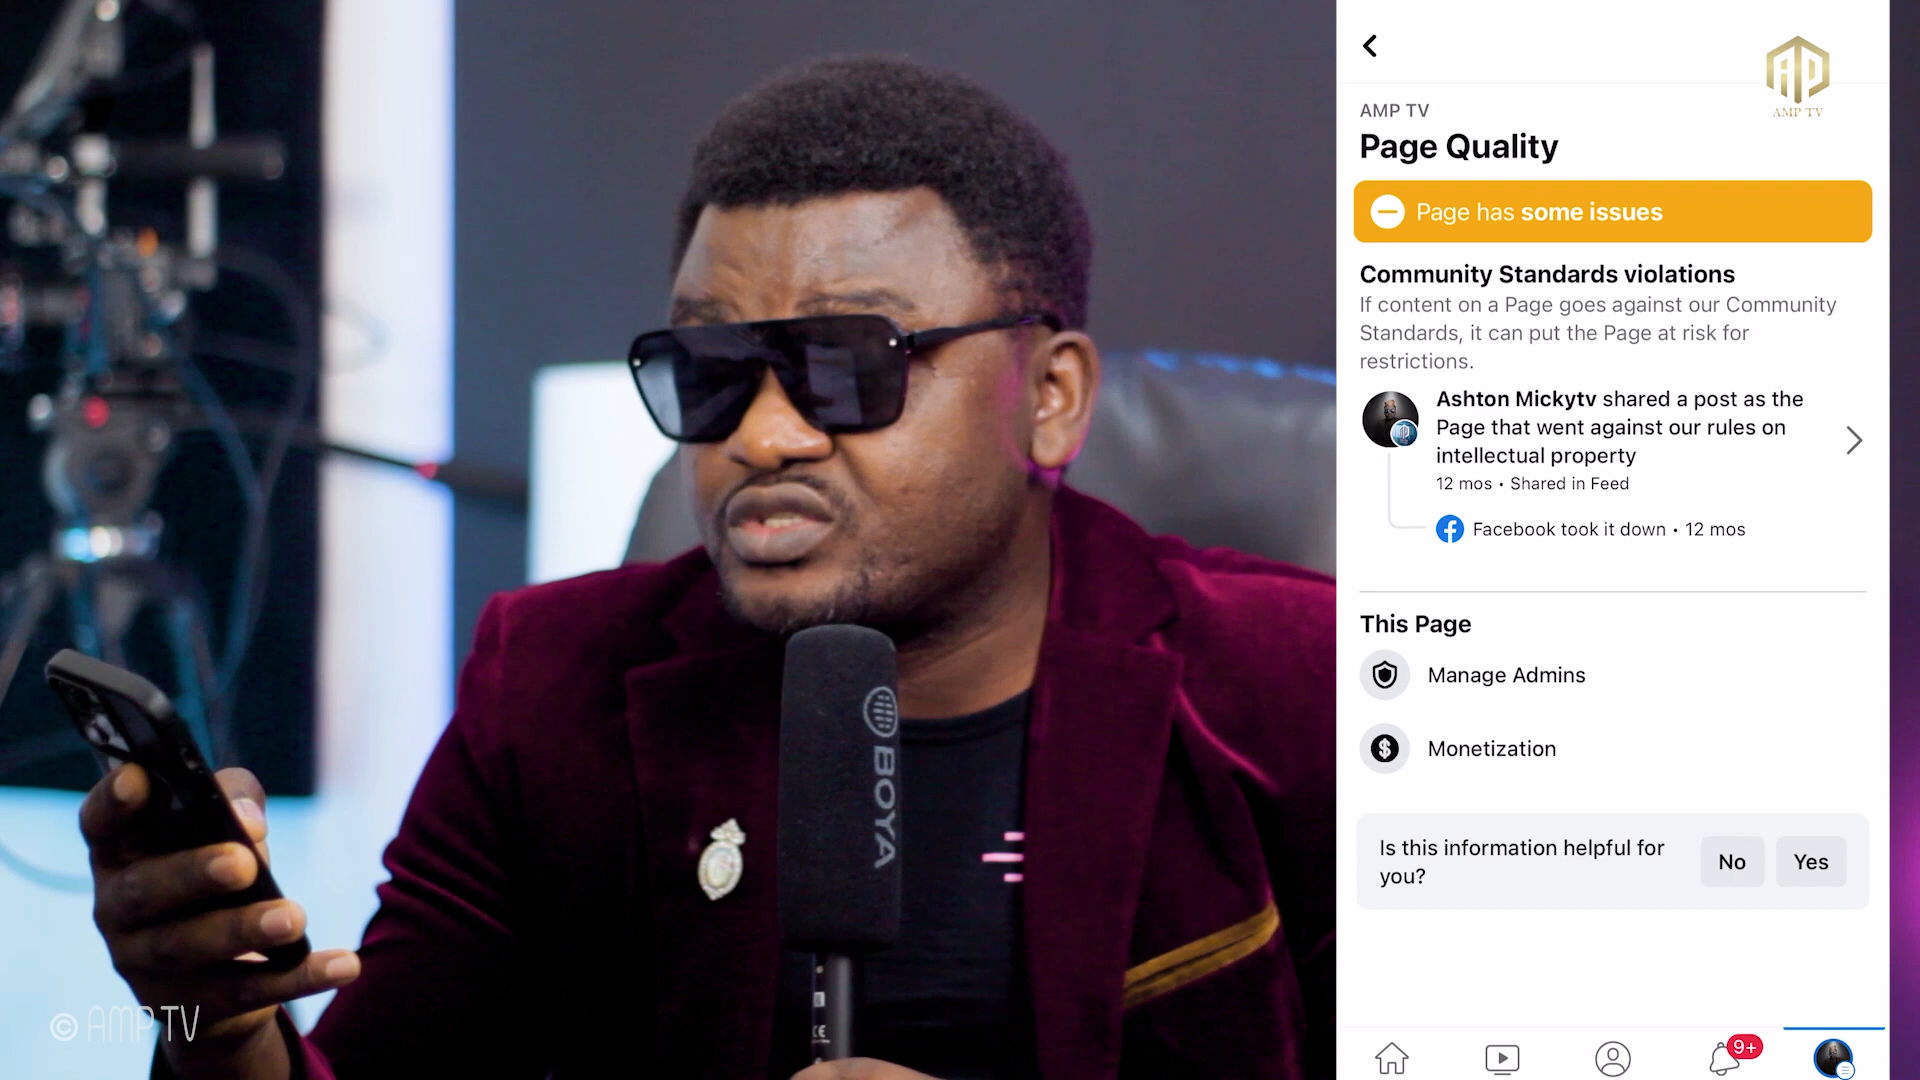 AMP TV
AMP TV
Page Quality
Page has some issues
Community Standards violations
If content on a Page goes against our Community
Standards, it can put the Page at risk for
restrictions.
Ashton Mickytv shared a post as the
Page that went against our rules on
intellectual property
12 mos • Shared in Feed
Facebook took it down • 12 mos
This Page
Manage Admins
Monetization
Is this information helpful for
you?
No
Yes
9+
BOYA
CE
© AMP TV